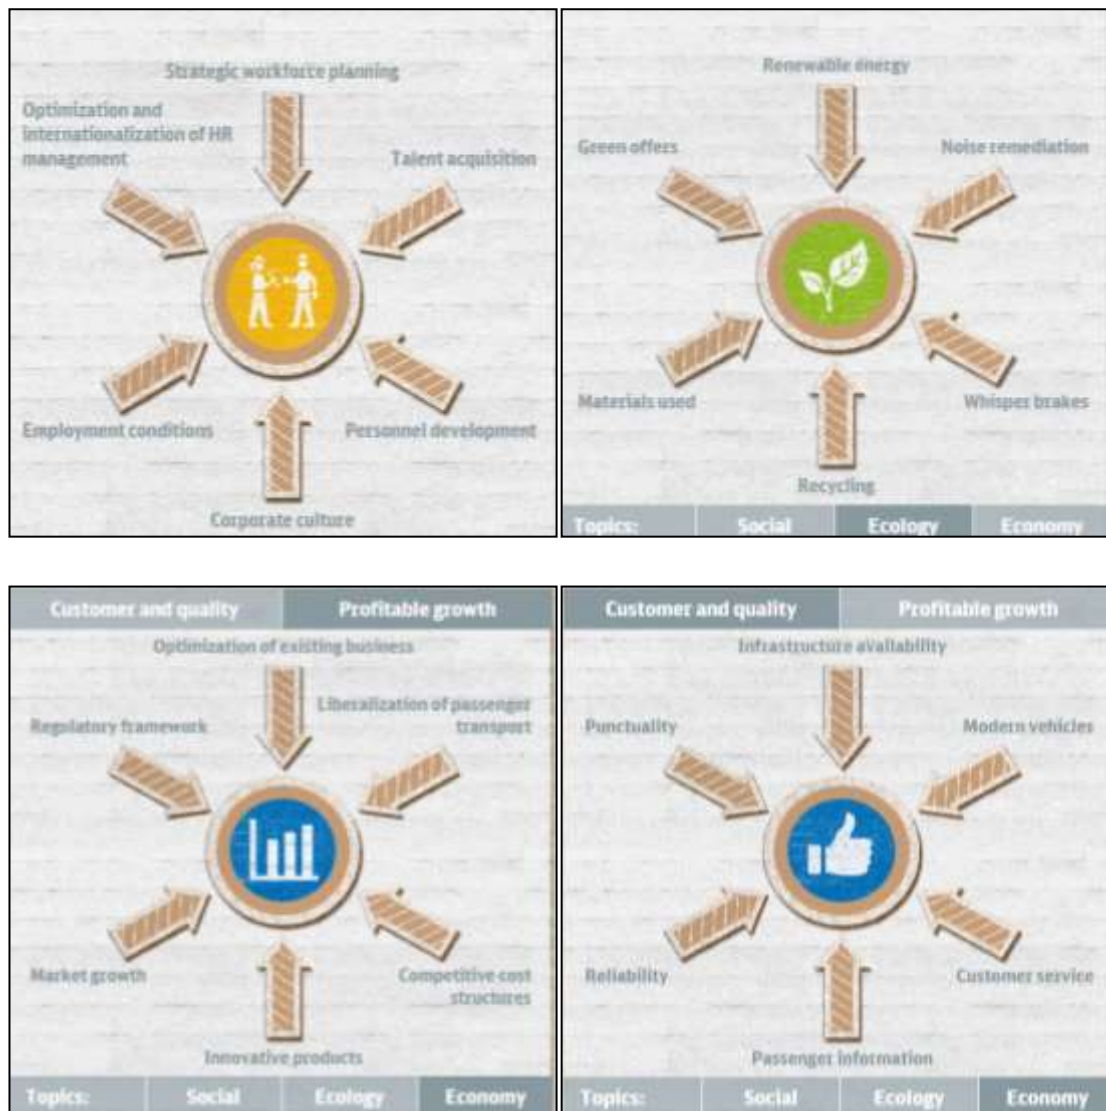 Strategic workforce planning
Optimization and
internationalization of HR
management
Talent acquisition
Employment conditions
Personnel development
Corporate culture
Renewable energy
Green offers
Noise remediation
Materials used
Whisper brakes
Recycling
Topics: Social Ecology Economy
Customer and quality Profitable growth
Optimization of existing business
Regulatory framework
Liberalization of passenger
transport
Market growth
Competitive cost
structures
Innovative products
Topics: Social Ecology Economy
Customer and quality Profitable growth
Infrastructure availability
Punctuality
Modern vehicles
Reliability
Customer service
Passenger information
Topics: Social Ecology Economy